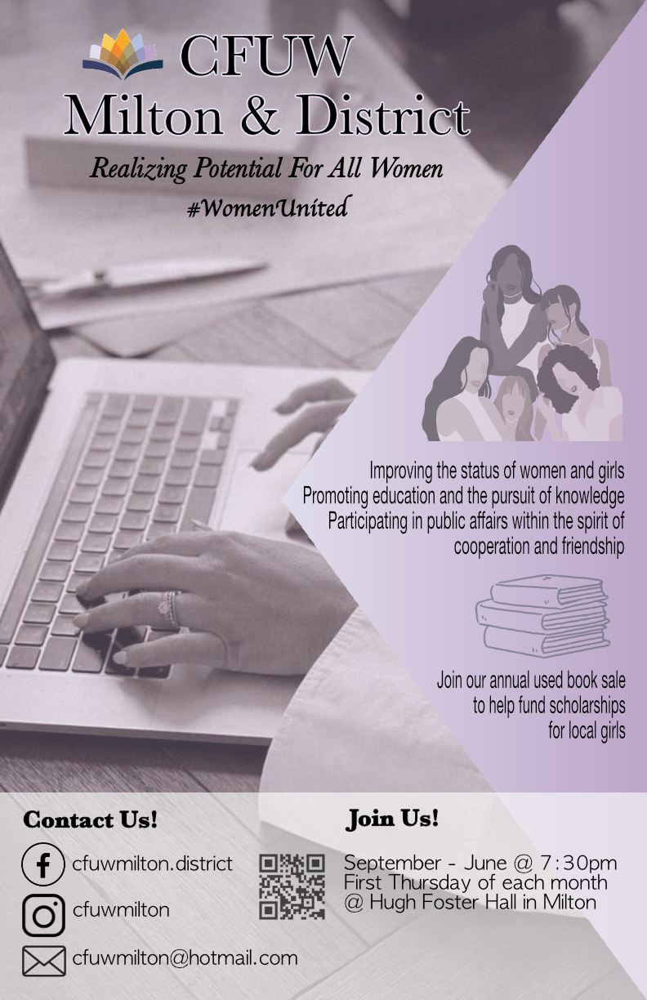 CFUW
Milton & District
Realizing Potential For All Women
#WomenUnited
Improving the status of women and girls
Promoting education and the pursuit of knowledge
Participating in public affairs within the spirit of
cooperation and friendship
Join our annual used book sale
to help fund scholarships
for local girls
Contact Us!
cfuwmilton.district
cfuwmilton
cfuwmilton@hotmail.com
Join Us!
September - June @ 7:30pm
First Thursday of each month
@ Hugh Foster Hall in Milton